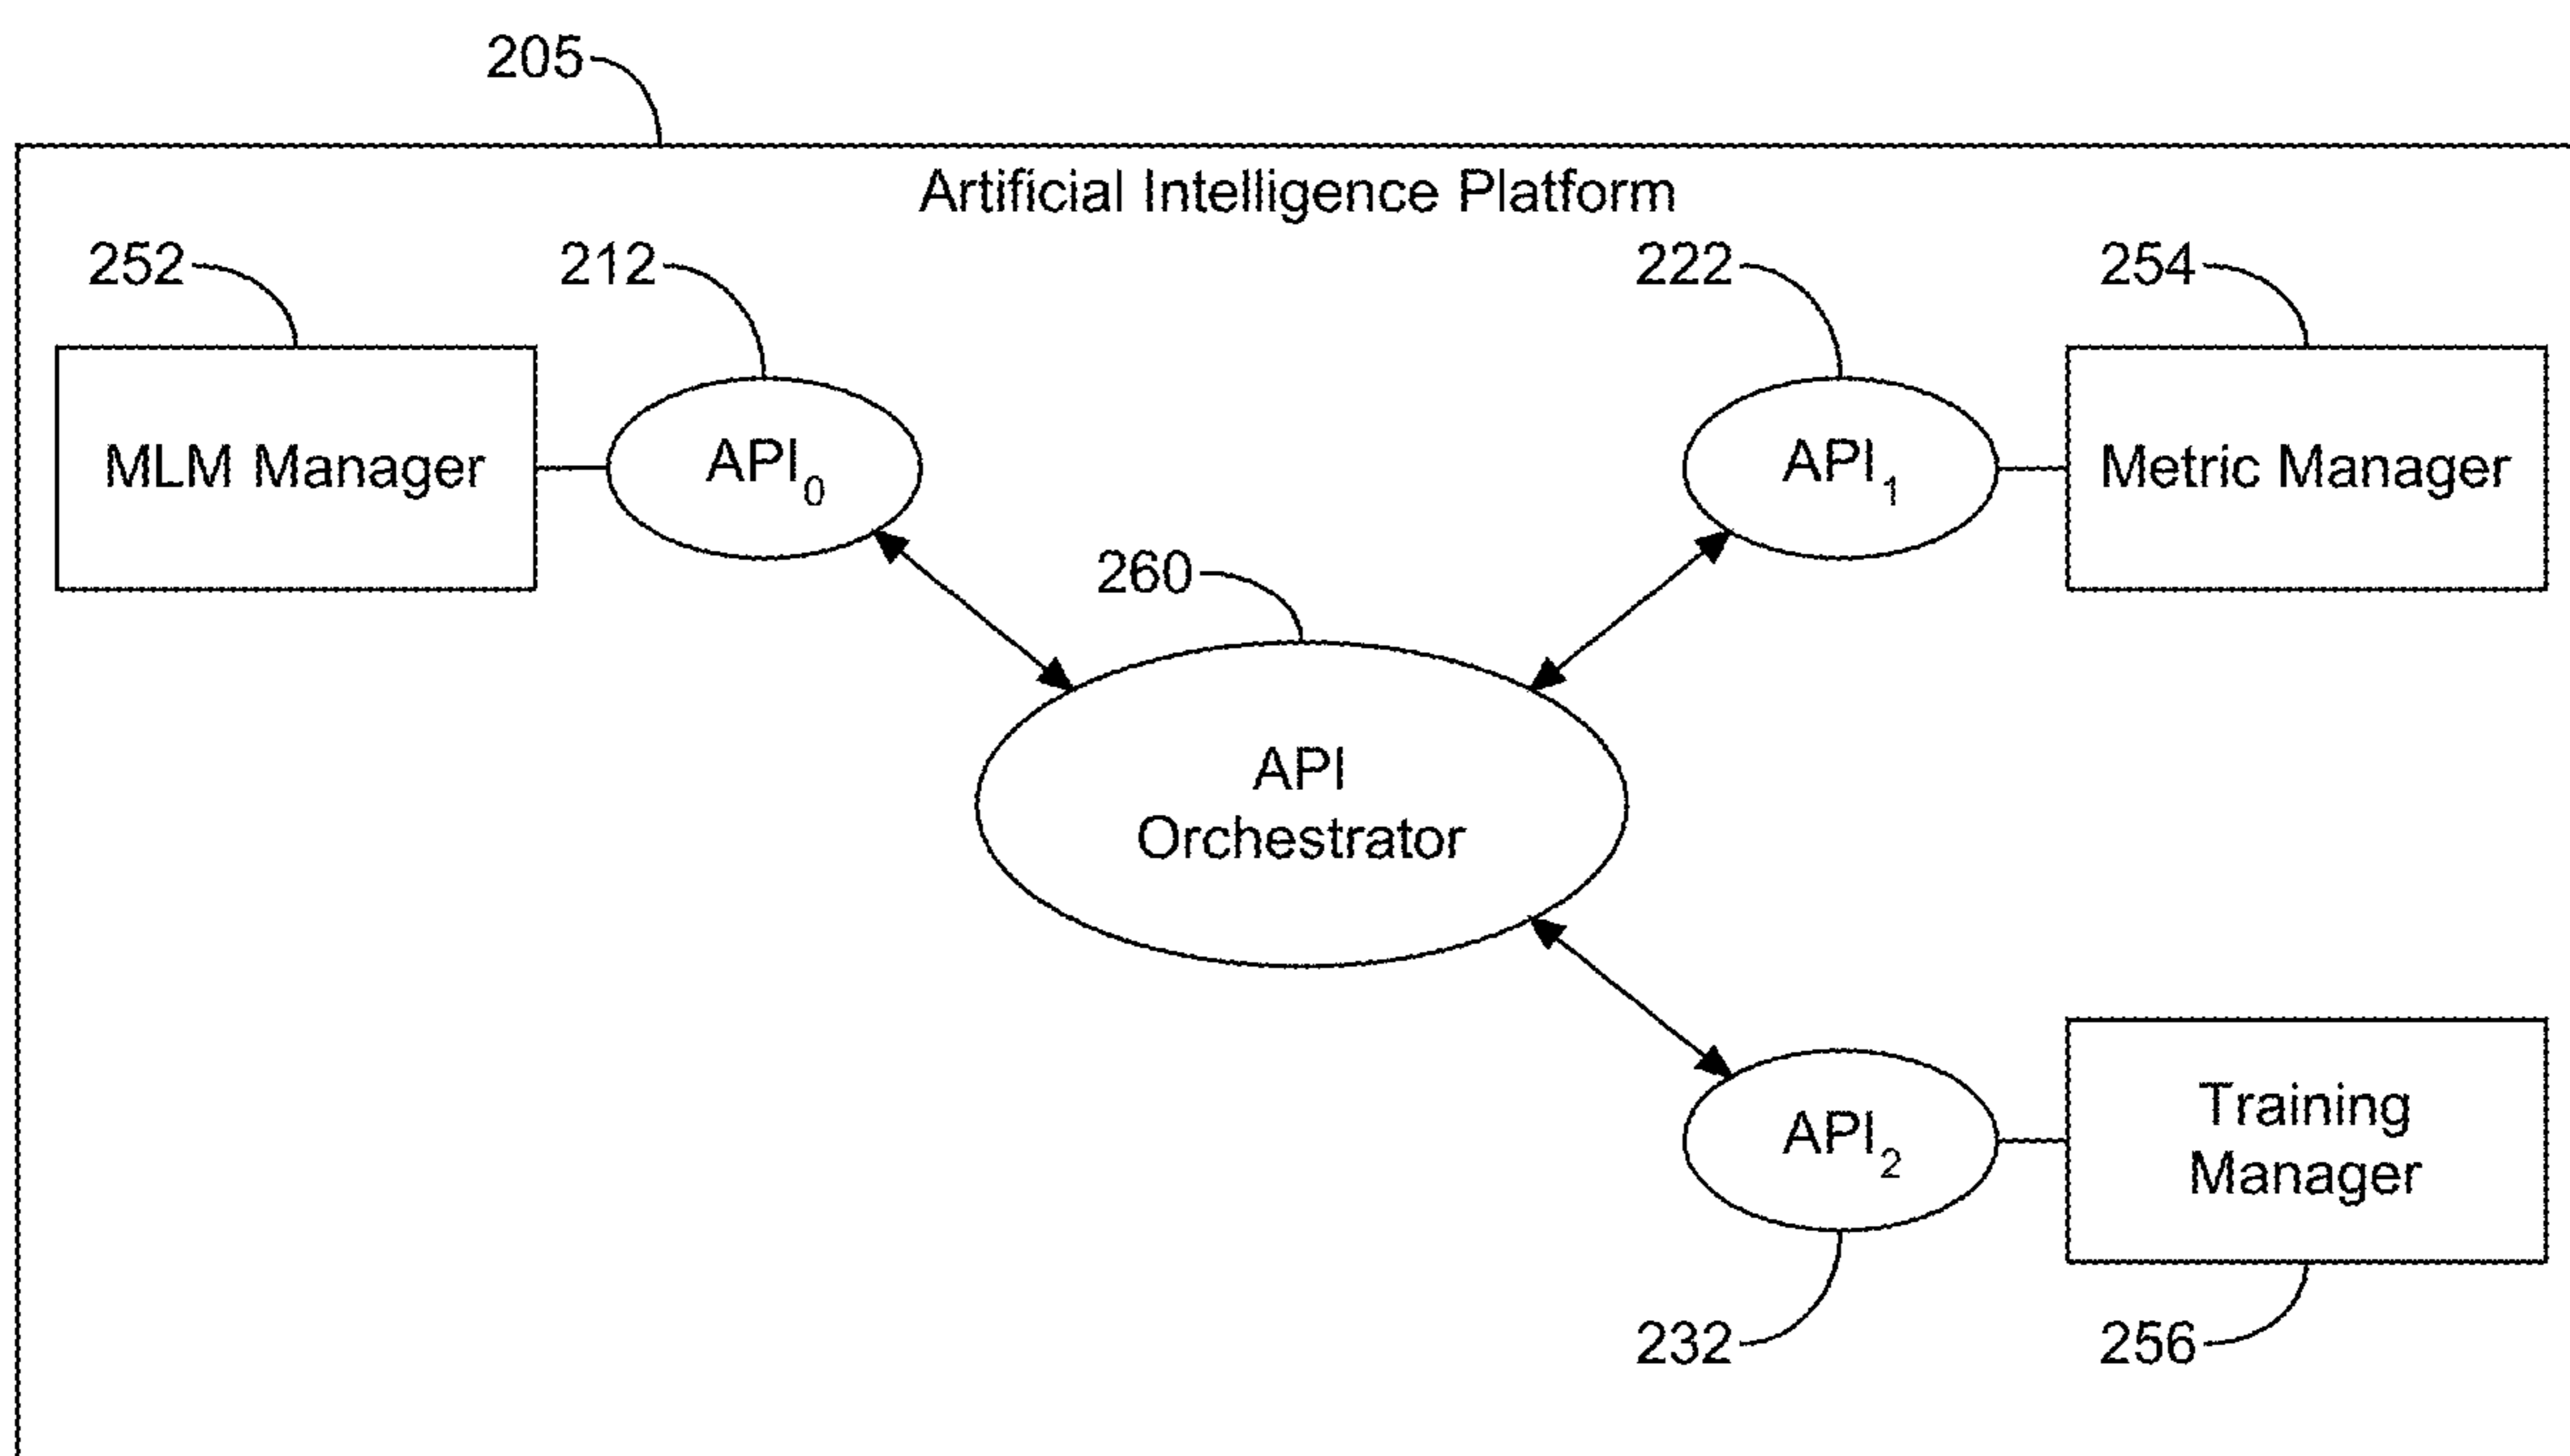 205
Artificial Intelligence Platform
252
212
222
254
MLM Manager
API₀
API₁
Metric Manager
260
API
Orchestrator
API₂
Training
Manager
232
256